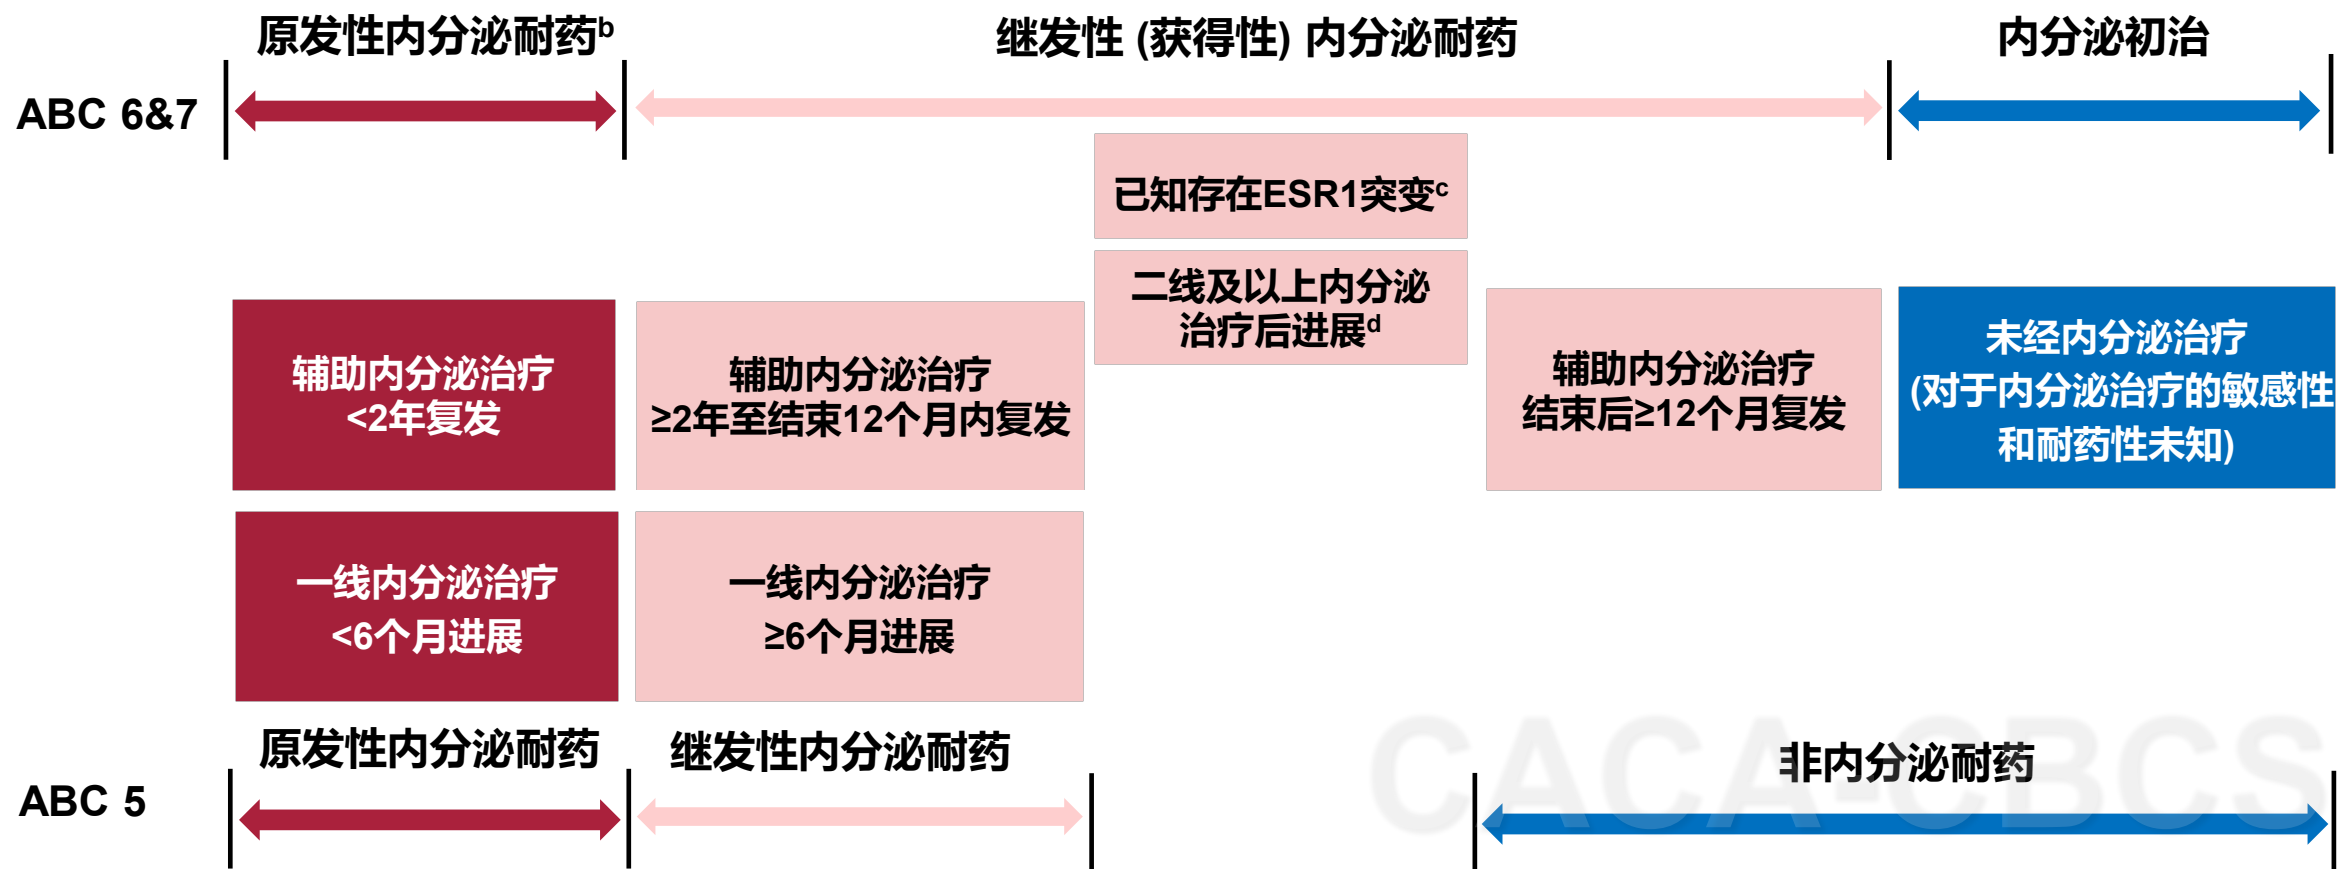 原发性内分泌耐药b
继发性 (获得性) 内分泌耐药
内分泌初治
ABC 6&7
已知存在ESR1突变c
二线及以上内分泌
治疗后进展d
辅助内分泌治疗
<2年复发
辅助内分泌治疗
≥2年至结束12个月内复发
辅助内分泌治疗
结束后≥12个月复发
未经内分泌治疗
(对于内分泌治疗的敏感性
和耐药性未知)
一线内分泌治疗
<6个月进展
一线内分泌治疗
≥6个月进展
原发性内分泌耐药
继发性内分泌耐药
非内分泌耐药
ABC 5
CACA-CBCS